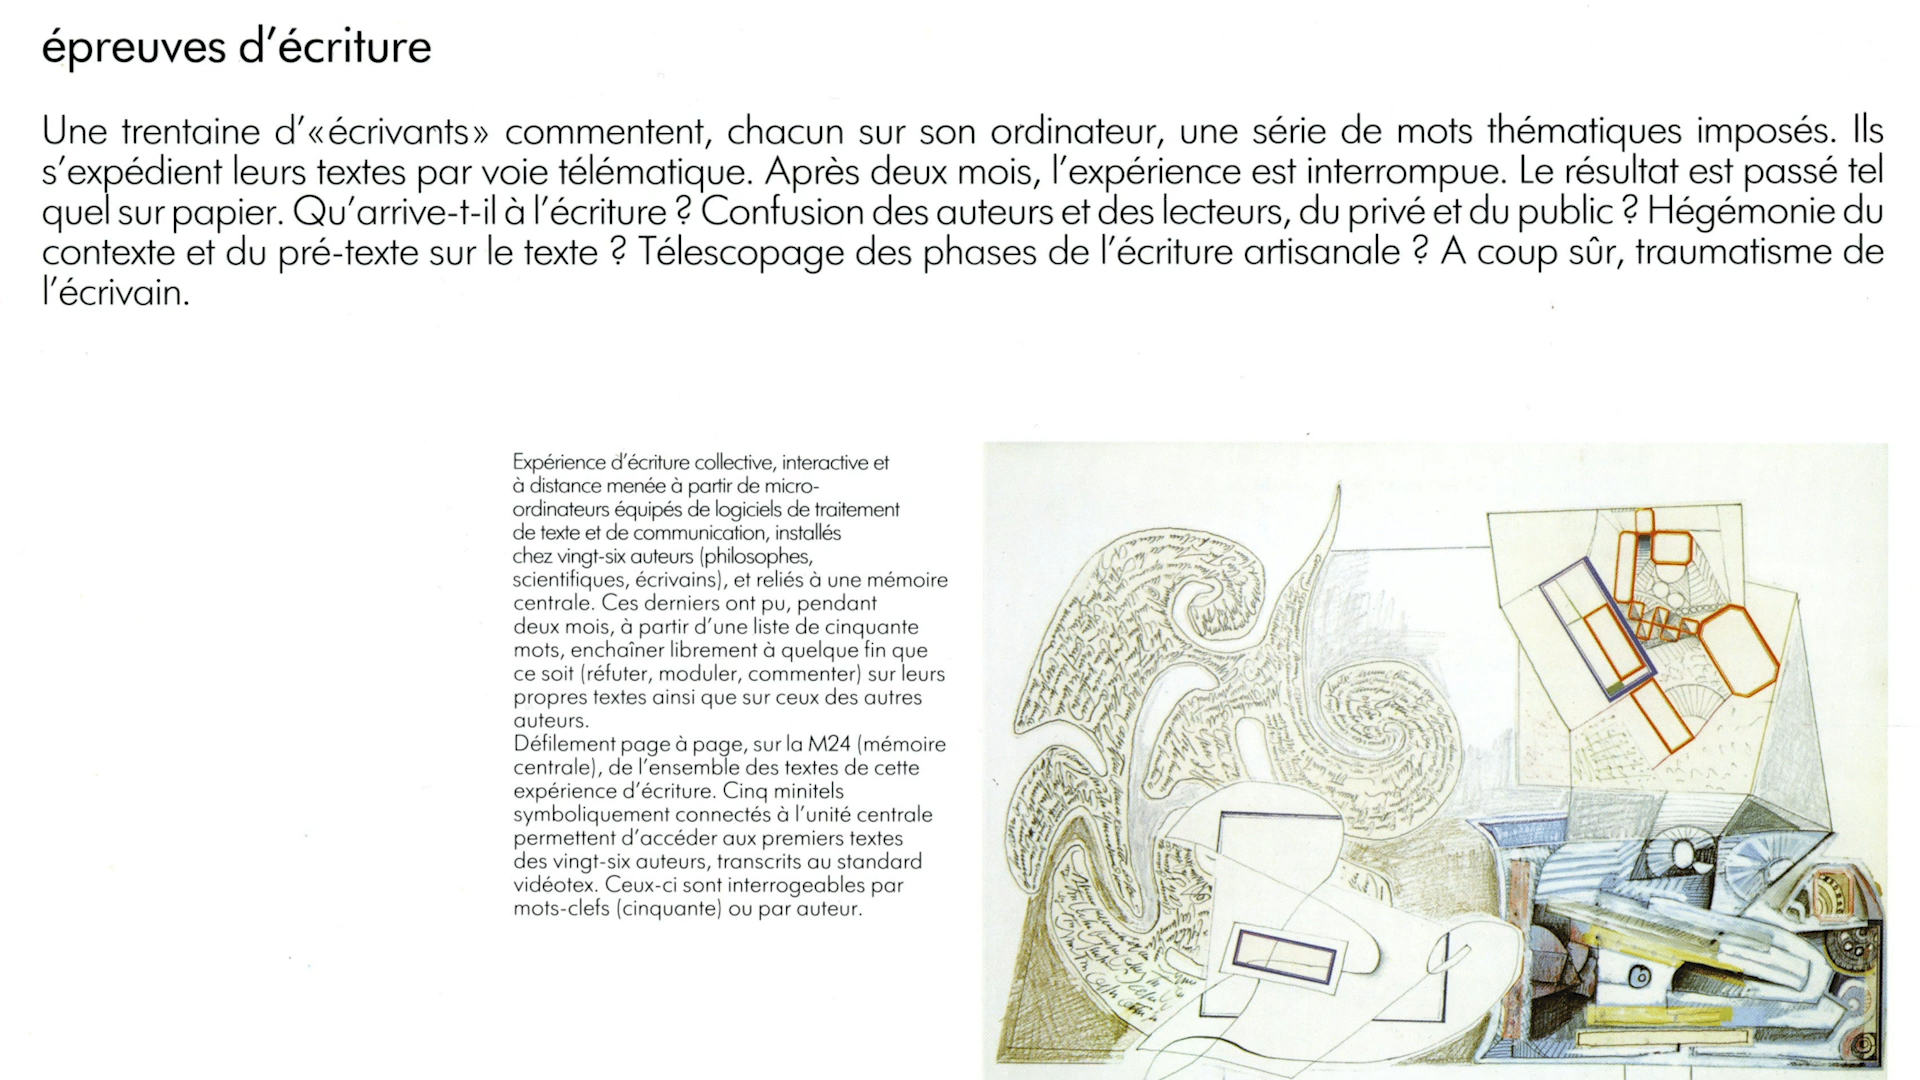 épreuves d'écriture
Une trentaine d'«écrivants» commentent, chacun sur son ordinateur, une série de mots thématiques imposés. Ils
s'expédient leurs textes par voie télématique. Après deux mois, l'expérience est interrompue. Le résultat est passé tel
quel sur papier. Qu'arrive-t-il à l'écriture ? Confusion des auteurs et des lecteurs, du privé et du public ? Hégémonie du
contexte et du pré-texte sur le texte ? Télescopage des phases de l'écriture artisanale ? A coup sûr, traumatisme de
l'écrivain.
Expérience d'écriture collective, interactive et
à distance menée à partir de micro-
ordinateurs équipés de logiciels de traitement
de texte et de communication, installés
chez vingt-six auteurs (philosophes,
scientifiques, écrivains), et reliés à une mémoire
centrale. Ces derniers ont pu, pendant
deux mois, à partir d'une liste de cinquante
mots, enchaîner librement à quelque fin que
ce soit (réfuter, moduler, commenter) sur leurs
propres textes ainsi que sur ceux des autres
auteurs.
Défilement page à page, sur la M24 (mémoire
centrale), de l'ensemble des textes de cette
expérience d'écriture. Cinq minitels
symboliquement connectés à l'unité centrale
permettent d'accéder aux premiers textes
des vingt-six auteurs, transcrits au standard
vidéotex. Ceux-ci sont interrogeables par
mots-clefs (cinquante) ou par auteur.